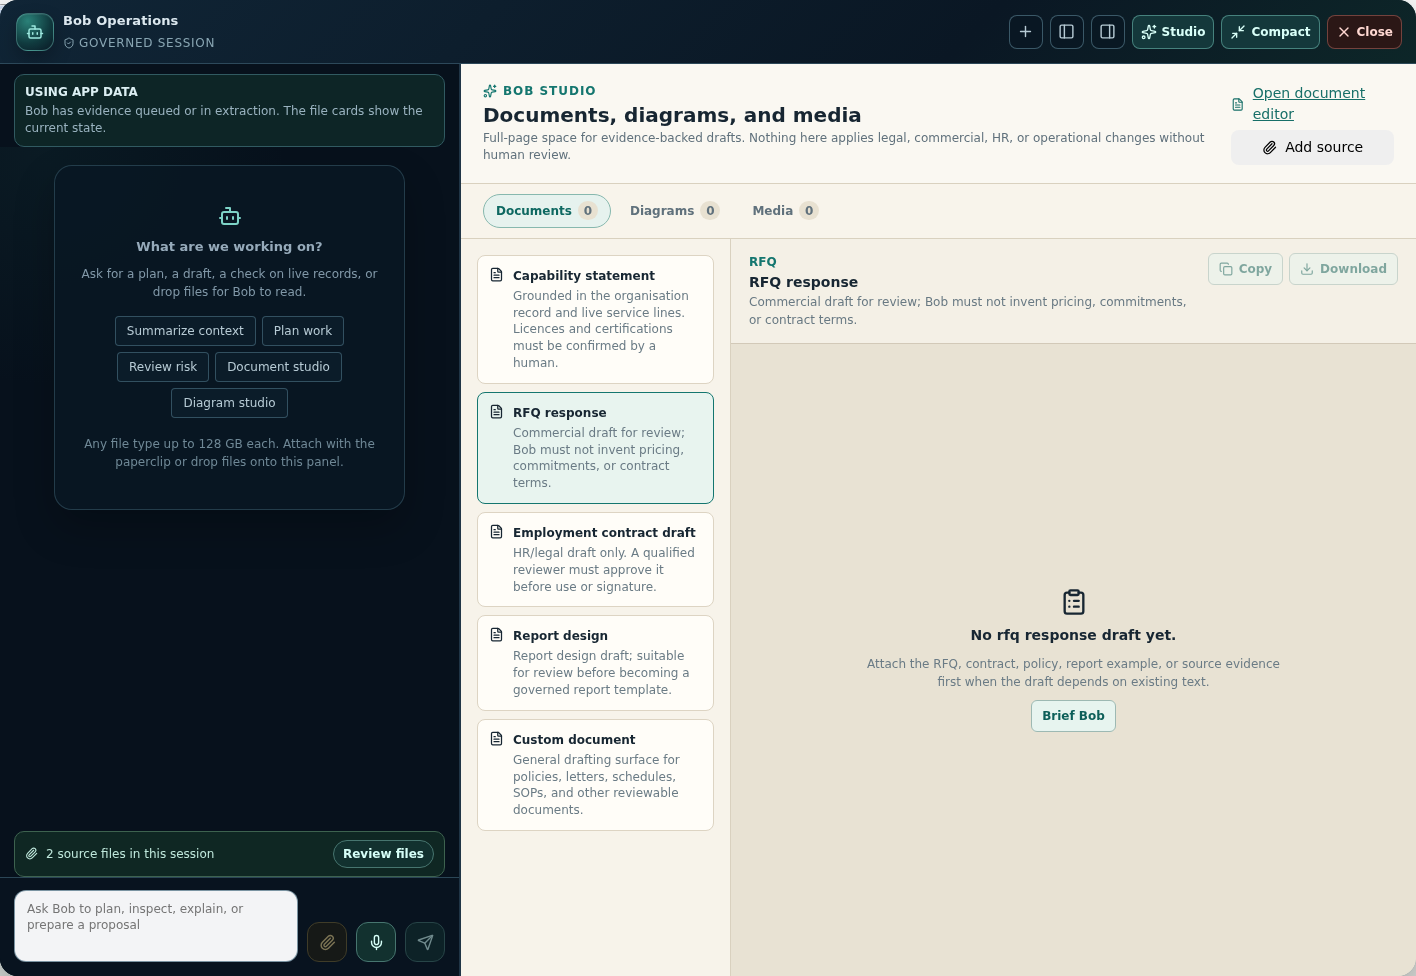 Bob Operations
GOVERNED SESSION
Studio
Compact
Close
USING APP DATA
Bob has evidence queued or in extraction. The file cards show the
current state.
What are we working on?
Ask for a plan, a draft, a check on live records, or
drop files for Bob to read.
Summarize context
Plan work
Review risk
Document studio
Diagram studio
Any file type up to 128 GB each. Attach with the
paperclip or drop files onto this panel.
2 source files in this session
Review files
Ask Bob to plan, inspect, explain, or
prepare a proposal
BOB STUDIO
Documents, diagrams, and media
Full-page space for evidence-backed drafts. Nothing here applies legal, commercial, HR, or operational changes without
human review.
Open document
editor
Add source
Documents 0
Diagrams 0
Media 0
Capability statement
Grounded in the organisation
record and live service lines.
Licences and certifications
must be confirmed by a
human.
RFQ response
Commercial draft for review;
Bob must not invent pricing,
commitments, or contract
terms.
Employment contract draft
HR/legal draft only. A qualified
reviewer must approve it
before use or signature.
Report design
Report design draft; suitable
for review before becoming a
governed report template.
Custom document
General drafting surface for
policies, letters, schedules,
SOPs, and other reviewable
documents.
RFQ
RFQ response
Commercial draft for review; Bob must not invent pricing, commitments,
or contract terms.
Copy
Download
No rfq response draft yet.
Attach the RFQ, contract, policy, report example, or source evidence
first when the draft depends on existing text.
Brief Bob